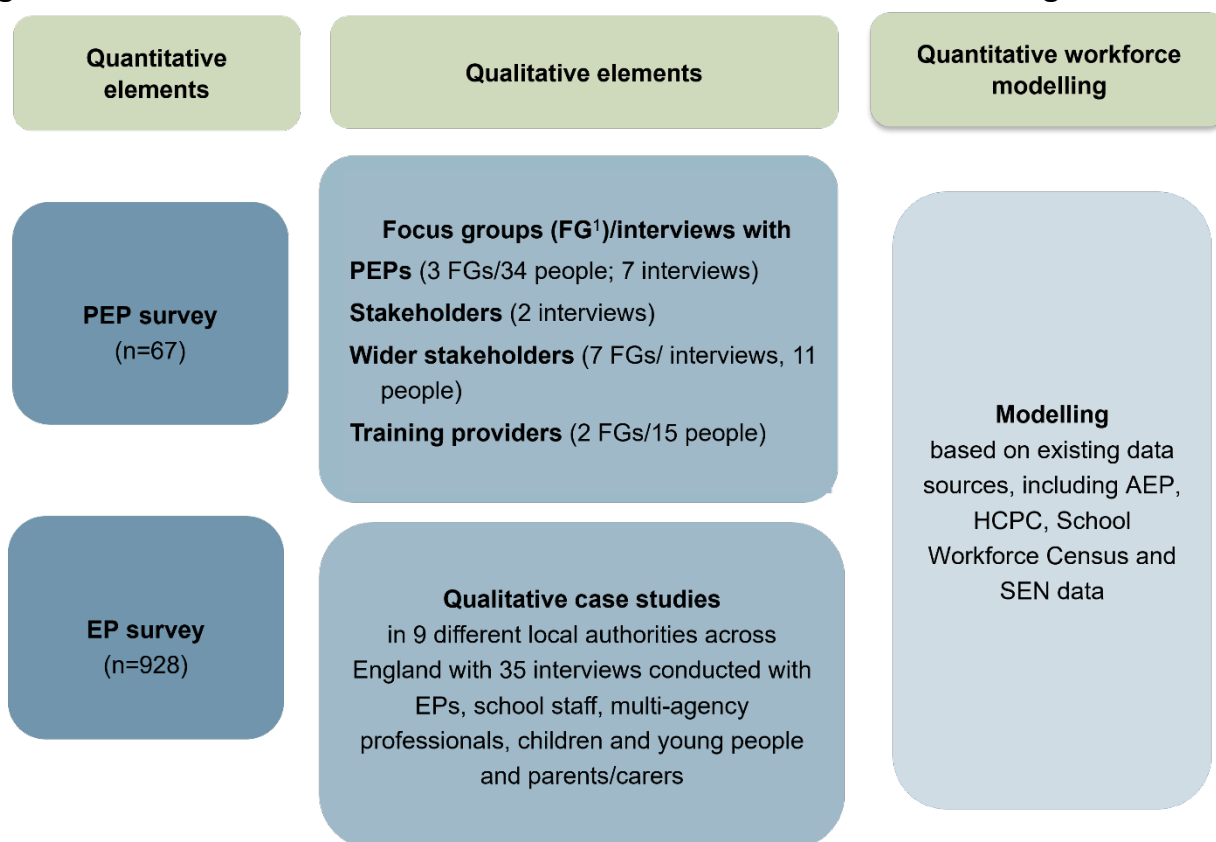 Quantitative
elements
Qualitative elements
Quantitative workforce
modelling
PEP survey
(n=67)
EP survey
(n=928)
Focus groups (FG¹)/interviews with
PEPs (3 FGs/34 people; 7 interviews)
Stakeholders (2 interviews)
Wider stakeholders (7 FGs/ interviews, 11
people)
Training providers (2 FGs/15 people)
Qualitative case studies
in 9 different local authorities across
England with 35 interviews conducted with
EPs, school staff, multi-agency
professionals, children and young people
and parents/carers
Modelling
based on existing data
sources, including AEP,
HCPC, School
Workforce Census and
SEN data